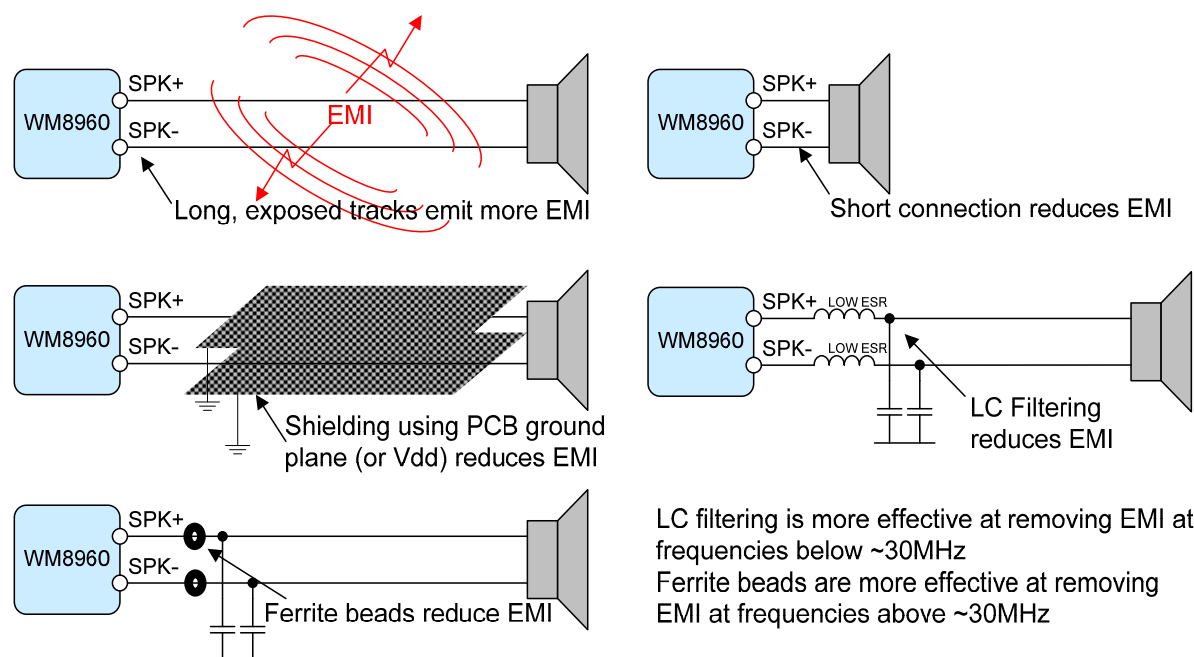 SPK+
WM8960
SPK-
EMI
Long, exposed tracks emit more EMI
SPK+
WM8960
SPK-
Short connection reduces EMI
SPK+
WM8960
SPK-
Shielding using PCB ground
plane (or Vdd) reduces EMI
SPK+
LOW ESR
WM8960
SPK-
LOW ESR
LC Filtering
reduces EMI
SPK+
WM8960
SPK-
Ferrite beads reduce EMI
LC filtering is more effective at removing EMI at
frequencies below ~30MHz
Ferrite beads are more effective at removing
EMI at frequencies above ~30MHz